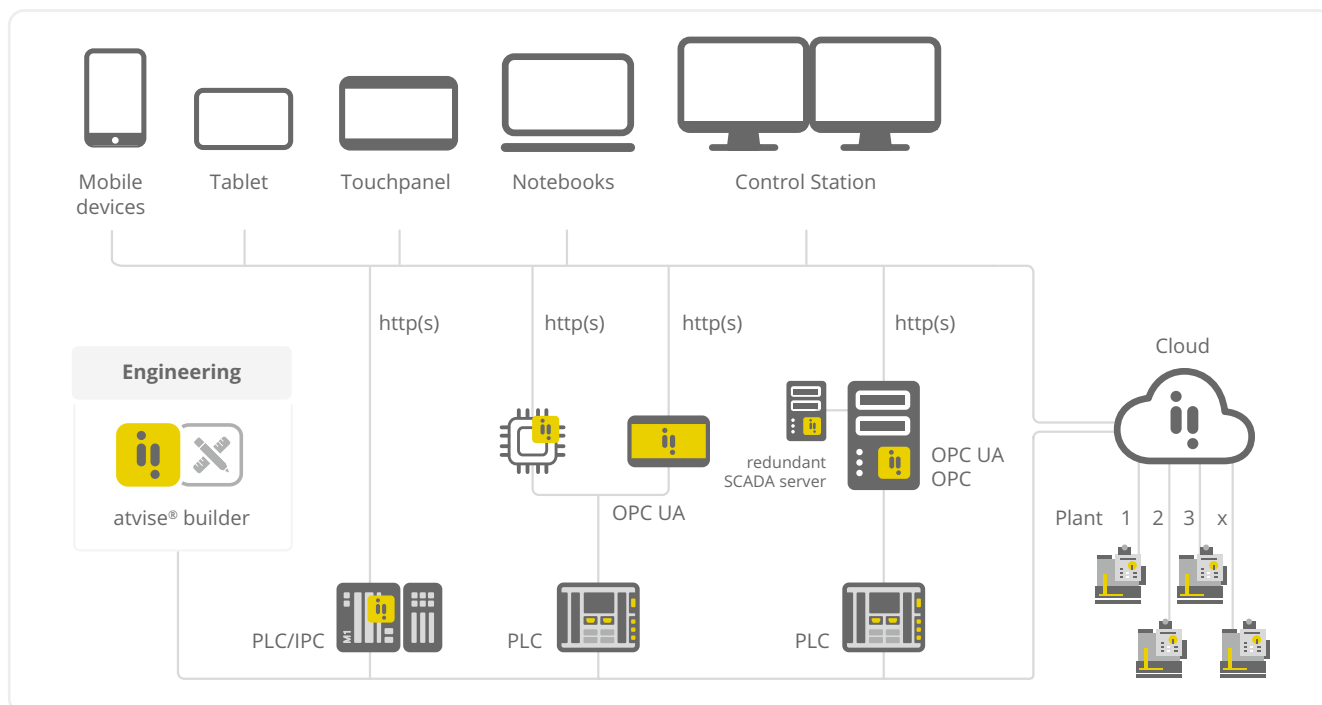 Mobile
devices
Tablet
Touchpanel
Notebooks
Control Station
http(s)
http(s)
http(s)
http(s)
Engineering
atvise® builder
Cloud
redundant
SCADA server
OPC UA
OPC
OPC UA
Plant 1 2 3 x
M1
PLC/IPC
PLC
PLC